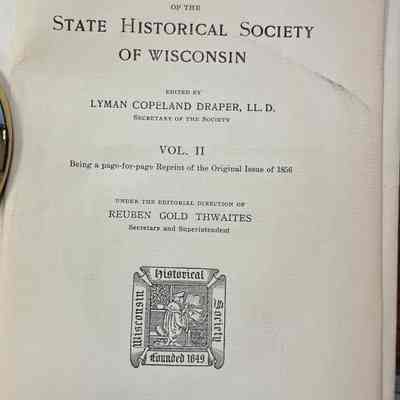 OF THE
STATE HISTORICAL SOCIETY
OF WISCONSIN
EDITED BY
LYMAN COPELAND DRAPER, LL. D.
SECRETARY OF THE SOCIETY
VOL. II
Being a page-for-page Reprint of the Original Issue of 1856
UNDER THE EDITORIAL DIRECTION OF
REUBEN GOLD THWAITES
Secretary and Superintendent
Wisconsin
Historical
Society
Founded 1849